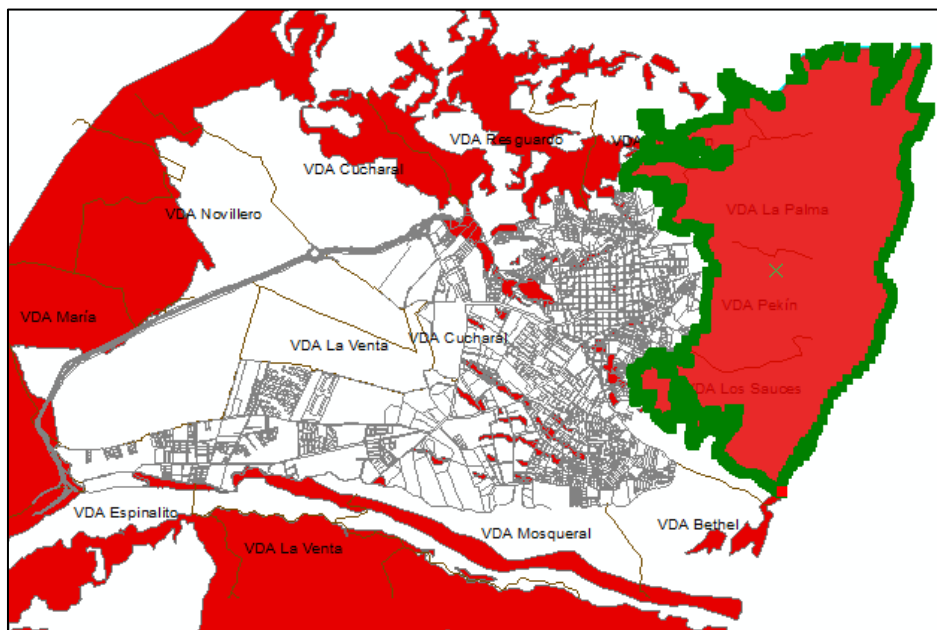 VDA Resguardo
VDA Cucharal
VDA La Palma
VDA Novillero
VDA Pekín
VDA María
VDA La Venta
VDA Cucharal
VDA Los Sauces
VDA Espinalito
VDA Mosqueral
VDA Bethel
VDA La Venta